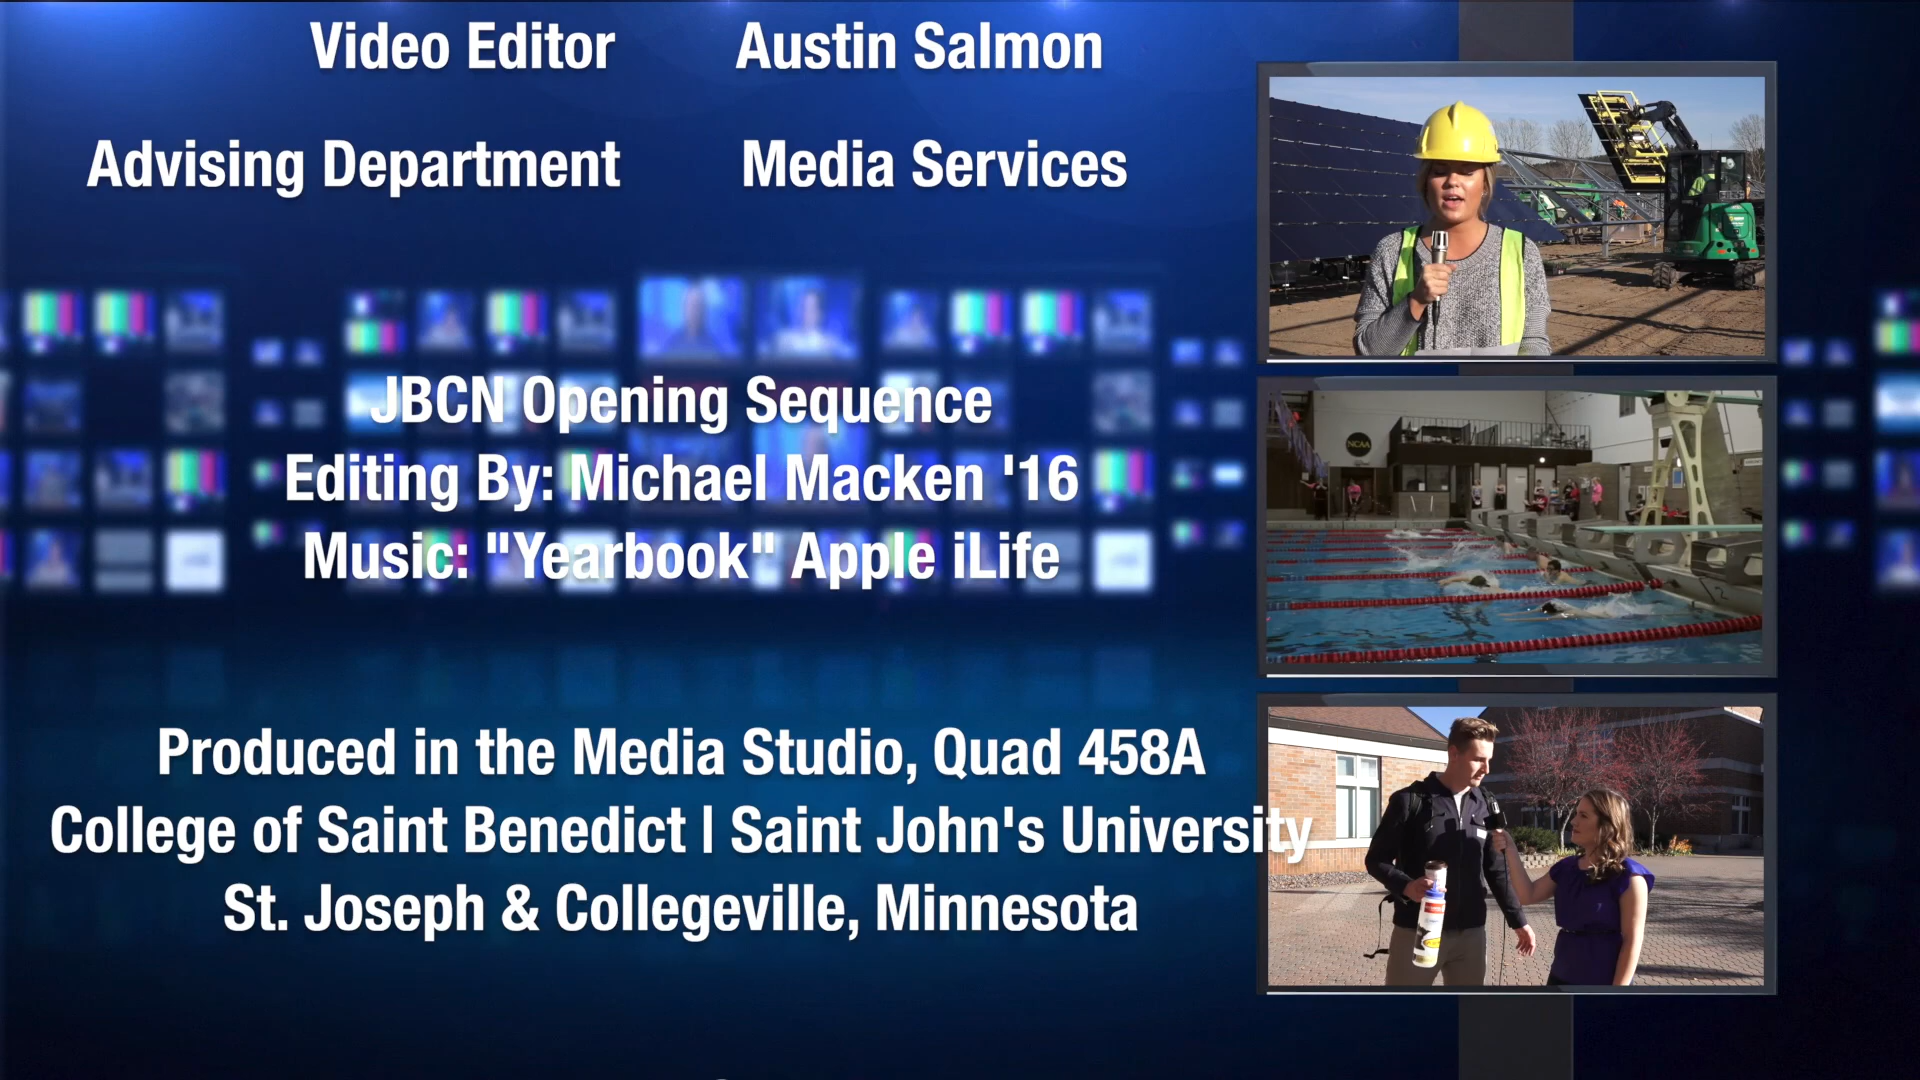 Video Editor Austin Salmon
Advising Department Media Services
JBCN Opening Sequence
Editing By: Michael Macken '16
Music: "Yearbook" Apple iLife
Produced in the Media Studio, Quad 458A
College of Saint Benedict | Saint John's University
St. Joseph & Collegeville, Minnesota
NCAA